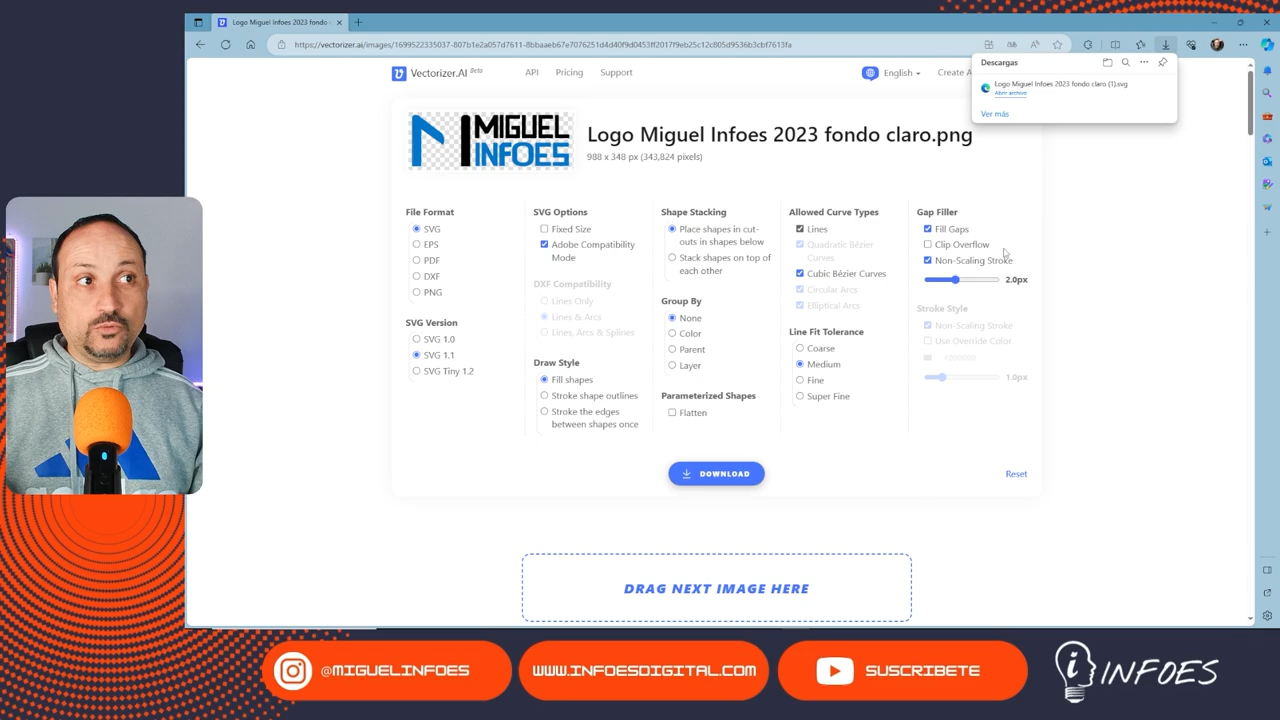 Logo Miguel Infoes 2023 fondo
Descargas
Logo Miguel Infoes 2023 fondo claro (1).svg
Abrir archivo
Ver más
Vectorizer.AI Beta
API
Pricing
Support
English
Create A
MIGUEL
INFOES
Logo Miguel Infoes 2023 fondo claro.png
988 x 348 px (343,824 pixels)
File Format
SVG
EPS
PDF
DXF
PNG
SVG Version
SVG 1.0
SVG 1.1
SVG Tiny 1.2
SVG Options
Fixed Size
Adobe Compatibility
Mode
DXF Compatibility
Lines Only
Lines & Arcs
Lines, Arcs & Splines
Draw Style
Fill shapes
Stroke shape outlines
Stroke the edges
between shapes once
Shape Stacking
Place shapes in cut-
outs in shapes below
Stack shapes on top of
each other
Group By
None
Color
Parent
Layer
Parameterized Shapes
Flatten
Allowed Curve Types
Lines
Quadratic Bézier
Curves
Cubic Bézier Curves
Circular Arcs
Elliptical Arcs
Line Fit Tolerance
Coarse
Medium
Fine
Super Fine
Gap Filler
Fill Gaps
Clip Overflow
Non-Scaling Stroke
2.0px
Stroke Style
Non-Scaling Stroke
Use Override Color
1.0px
DOWNLOAD
Reset
DRAG NEXT IMAGE HERE
@MIGUELINFOES
WWW.INFOESDIGITAL.COM
SUSCRIBETE
INFOES